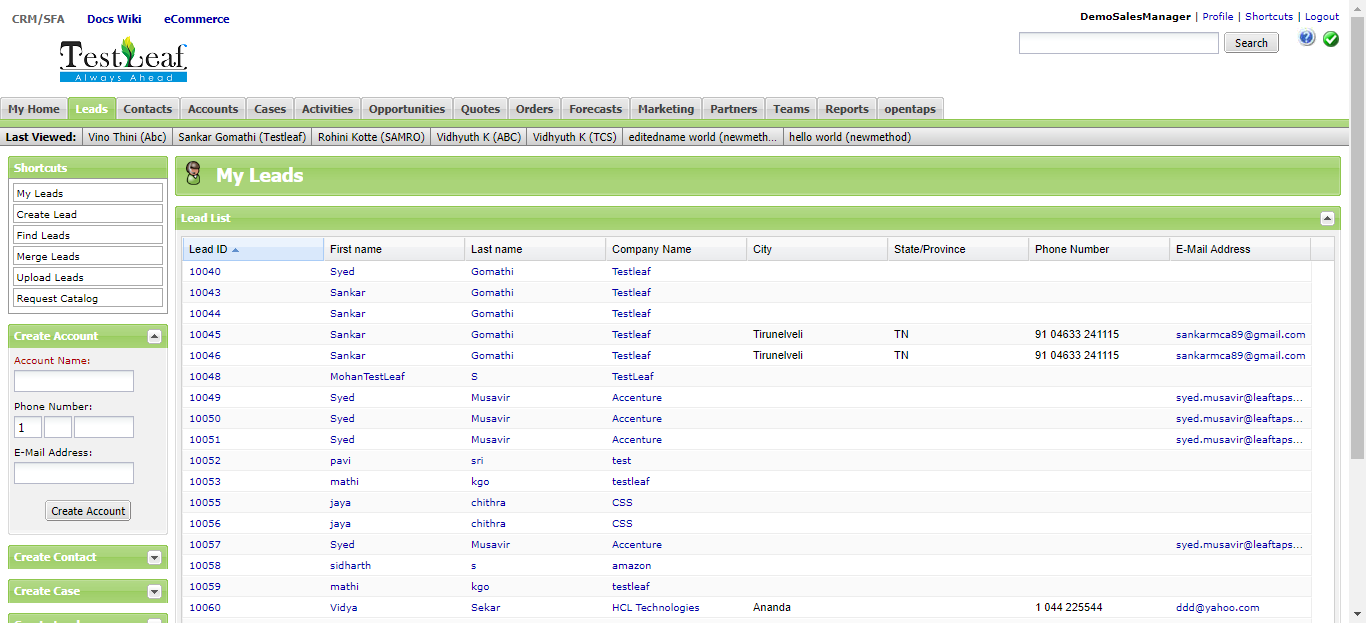 CRM/SFA Docs Wiki eCommerce
DemoSalesManager | Profile | Shortcuts | Logout
TestLeaf
Always Ahead
Search
My Home Leads Contacts Accounts Cases Activities Opportunities Quotes Orders Forecasts Marketing Partners Teams Reports opentaps
Last Viewed: Vino Thini (Abc) Sankar Gomathi (Testleaf) Rohini Kotte (SAMRO) Vidhyuth K (ABC) Vidhyuth K (TCS) editedname world (newmeth... hello world (newmethod)
Shortcuts
My Leads
Create Lead
Find Leads
Merge Leads
Upload Leads
Request Catalog
Create Account
Account Name:
Phone Number:
1
E-Mail Address:
Create Account
Create Contact
Create Case
My Leads
Lead List
Lead ID First name Last name Company Name City State/Province Phone Number E-Mail Address
10040 Syed Gomathi Testleaf
10043 Sankar Gomathi Testleaf
10044 Sankar Gomathi Testleaf
10045 Sankar Gomathi Testleaf Tirunelveli TN 91 04633 241115 sankarmca89@gmail.com
10046 Sankar Gomathi Testleaf Tirunelveli TN 91 04633 241115 sankarmca89@gmail.com
10048 MohanTestLeaf S TestLeaf
10049 Syed Musavir Accenture syed.musavir@leaftaps...
10050 Syed Musavir Accenture syed.musavir@leaftaps...
10051 Syed Musavir Accenture syed.musavir@leaftaps...
10052 pavi sri test
10053 mathi kgo testleaf
10055 jaya chithra CSS
10056 jaya chithra CSS
10057 Syed Musavir Accenture syed.musavir@leaftaps...
10058 sidharth s amazon
10059 mathi kgo testleaf
10060 Vidya Sekar HCL Technologies Ananda 1 044 225544 ddd@yahoo.com